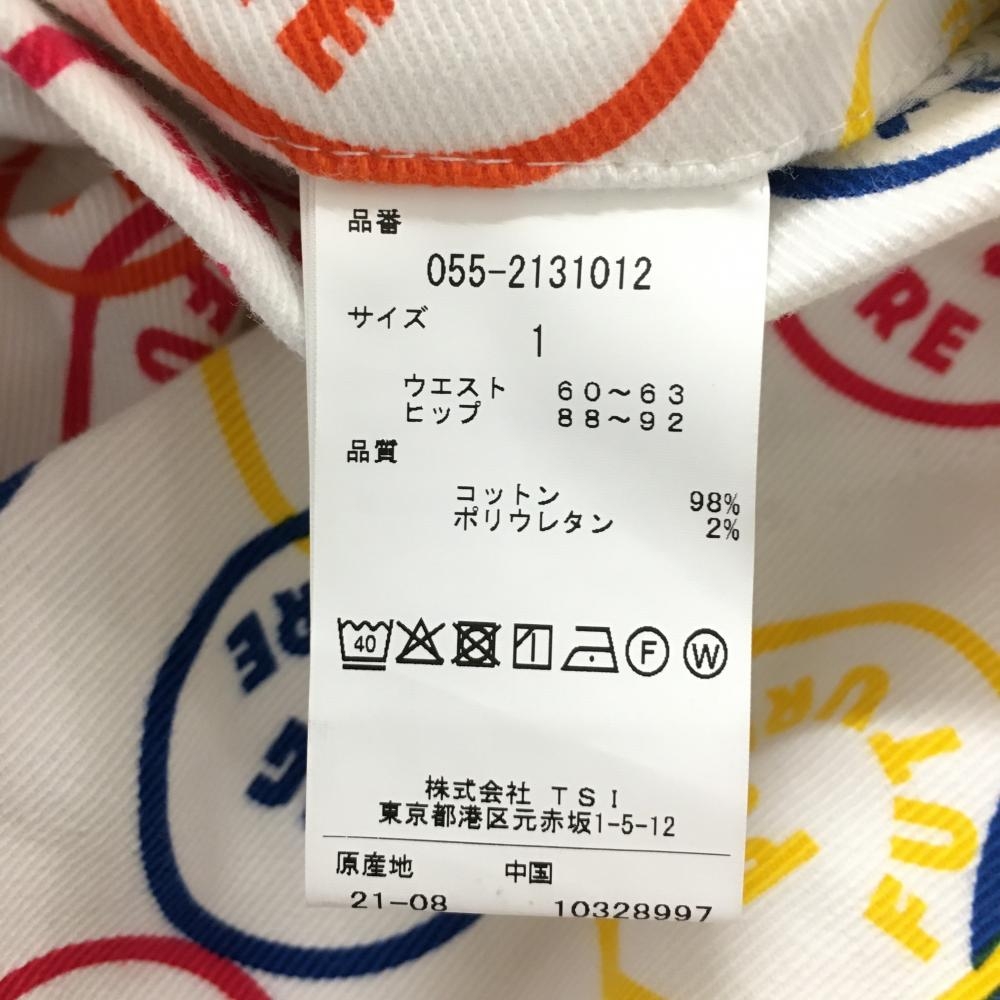 品番
055-2131012
サイズ
1
ウエスト 60～63
ヒップ 88～92
品質
コットン 98%
ポリウレタン 2%
40
F W
株式会社 TSI
東京都港区元赤坂1-5-12
原産地 中国
21-08 10328997
RE
FUTUR